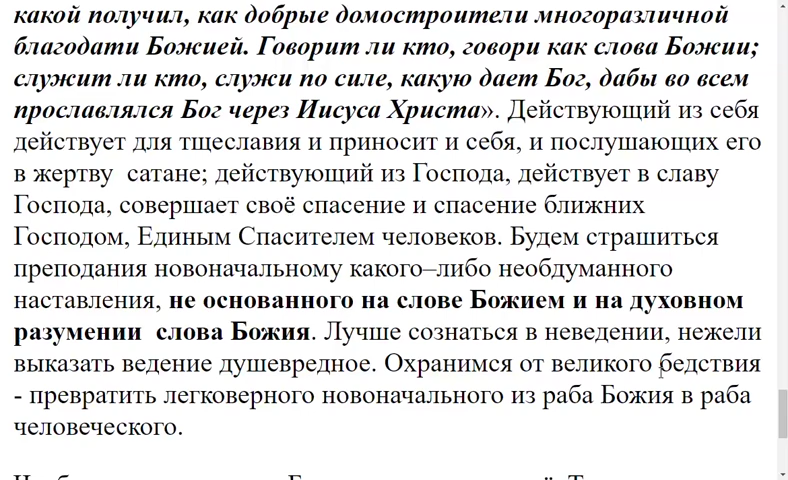 какой получил, как добрые домостроители многоразличной
благодати Божией. Говорит ли кто, говори как слова Божии;
служит ли кто, служи по силе, какую дает Бог, дабы во всем
прославлялся Бог через Иисуса Христа». Действующий из себя
действует для тщеславия и приносит и себя, и послушающих его
в жертву  сатане; действующий из Господа, действует в славу
Господа, совершает своё спасение и спасение ближних
Господом, Единым Спасителем человеков. Будем страшиться
преподания новоначальному какого–либо необдуманного
наставления, не основанного на слове Божием и на духовном
разумении  слова Божия. Лучше сознаться в неведении, нежели
выказать ведение душевредное. Охранимся от великого бедствия
- превратить легковерного новоначального из раба Божия в раба
человеческого.